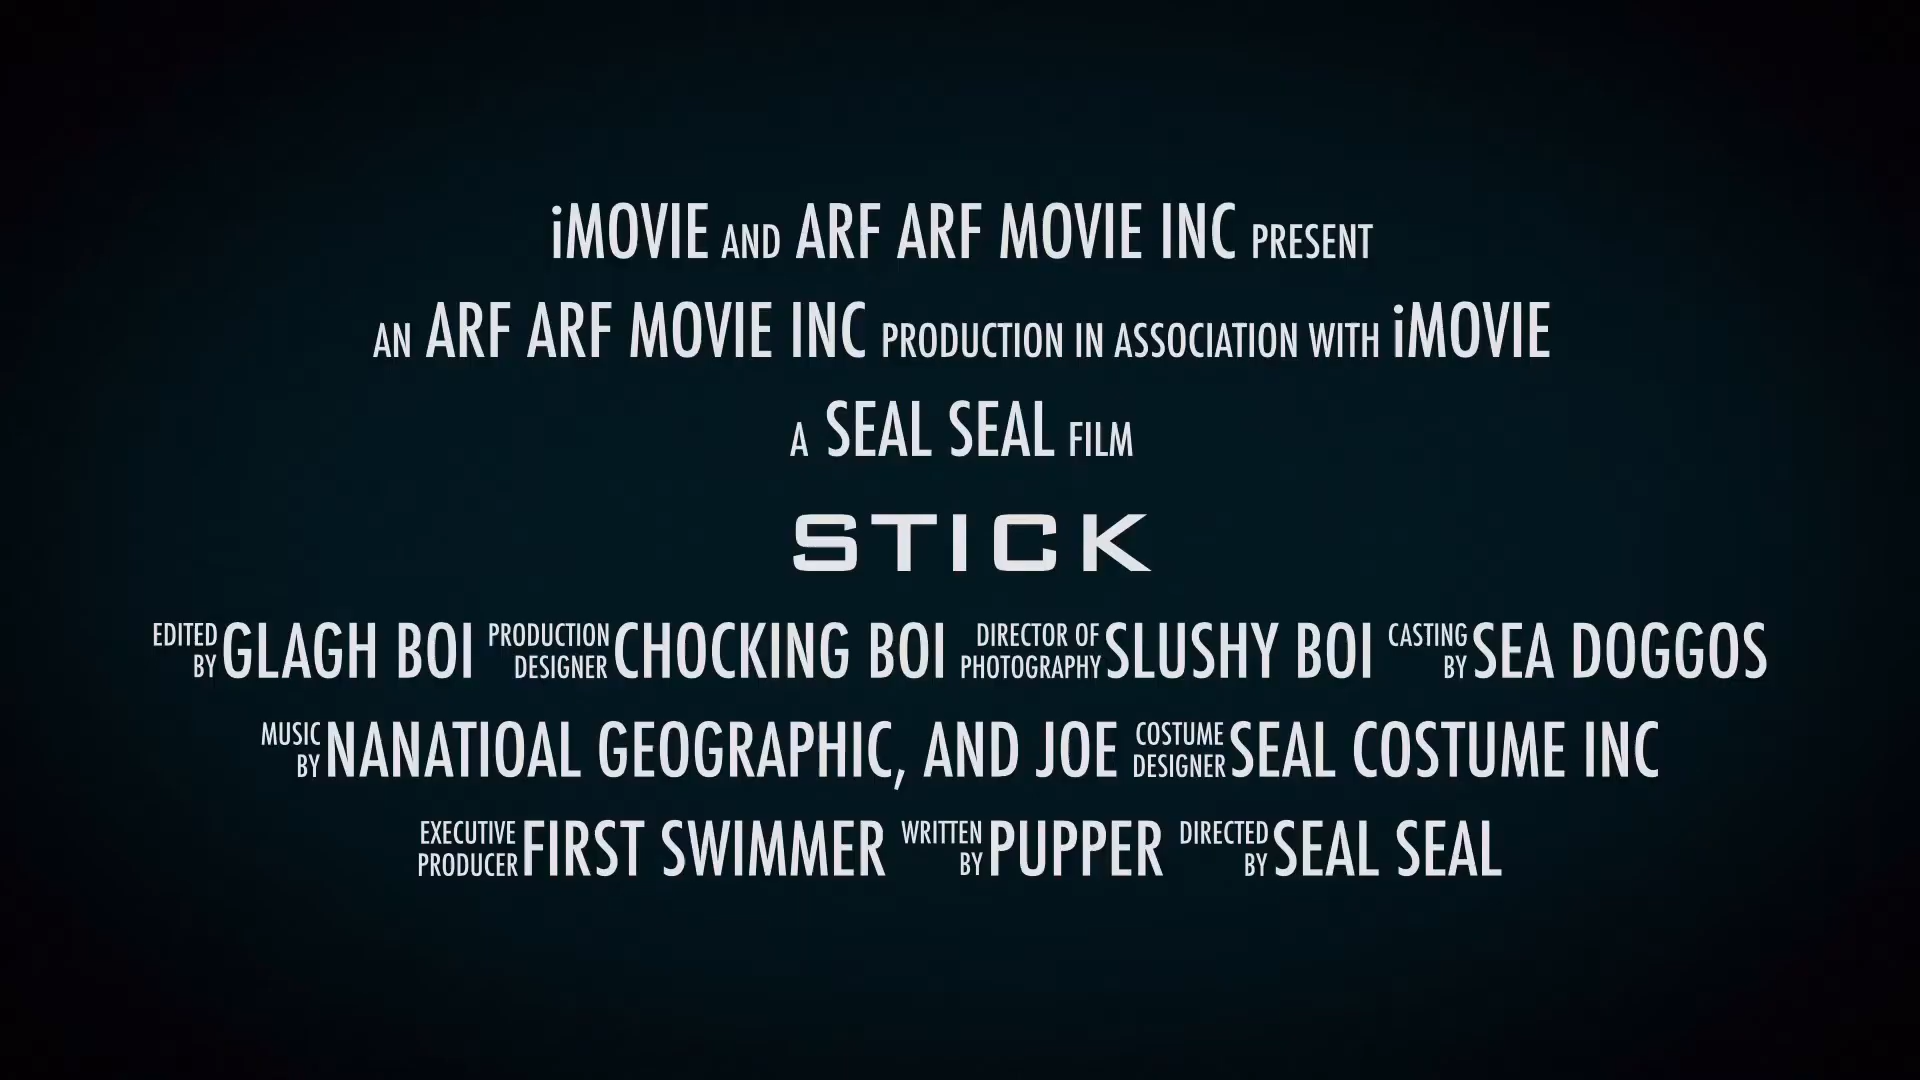 iMOVIE AND ARF ARF MOVIE INC PRESENT
AN ARF ARF MOVIE INC PRODUCTION IN ASSOCIATION WITH iMOVIE
A SEAL SEAL FILM
STICK
EDITED BY GLAGH BOI PRODUCTION DESIGNER CHOCKING BOI DIRECTOR OF PHOTOGRAPHY SLUSHY BOI CASTING BY SEA DOGGOS
MUSIC BY NANATIOAL GEOGRAPHIC, AND JOE COSTUME DESIGNER SEAL COSTUME INC
EXECUTIVE PRODUCER FIRST SWIMMER WRITTEN BY PUPPER DIRECTED BY SEAL SEAL